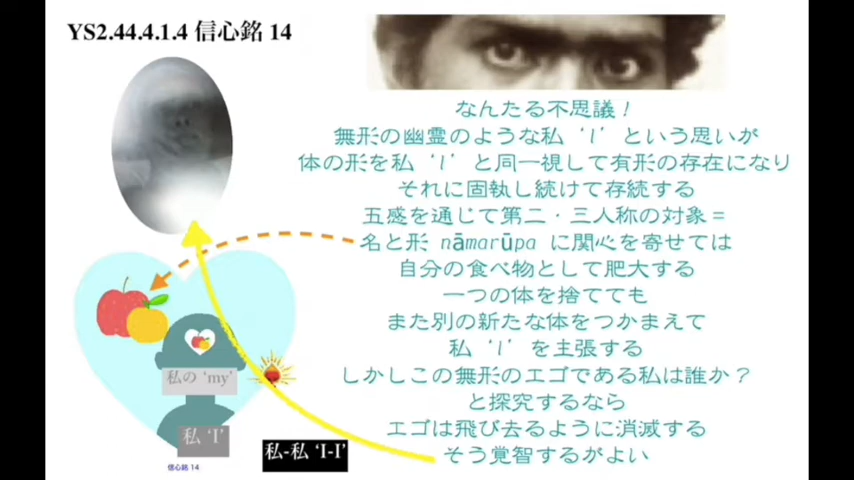 YS2.44.4.1.4 信心銘 14
なんたる不思議！
無形の幽霊のような私‘I’という思いが
体の形を私‘I’と同一視して有形の存在になり
それに固執し続けて存続する
五感を通じて第二・三人称の対象＝
名と形 nāmarūpa に関心を寄せては
自分の食べ物として肥大する
一つの体を捨てても
また別の新たな体をつかまえて
私‘I’を主張する
しかしこの無形のエゴである私は誰か？
と探究するなら
エゴは飛び去るように消滅する
そう覚智するがよい
私の ‘my’
私 ‘I’
私-私 ‘I-I’
信心銘 14